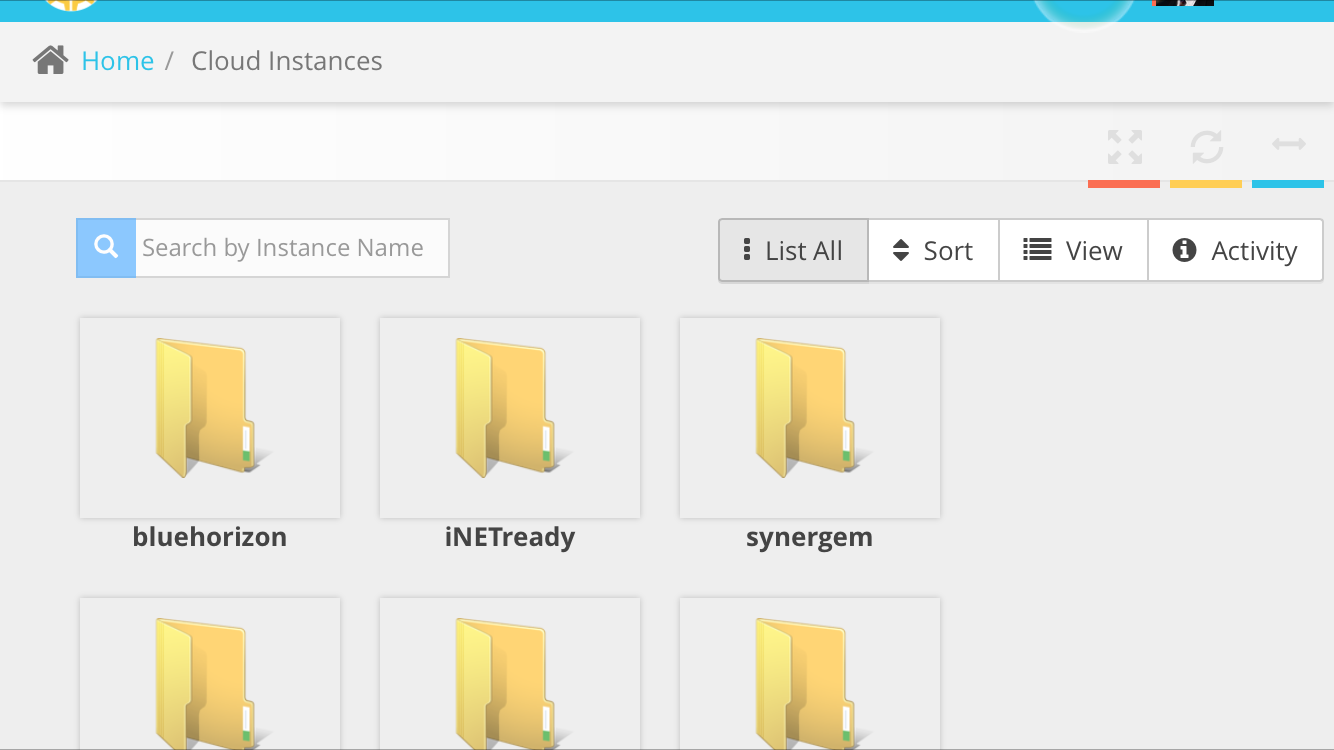 Home / Cloud Instances
Search by Instance Name
List All
Sort
View
Activity
bluehorizon
iNETready
synergem